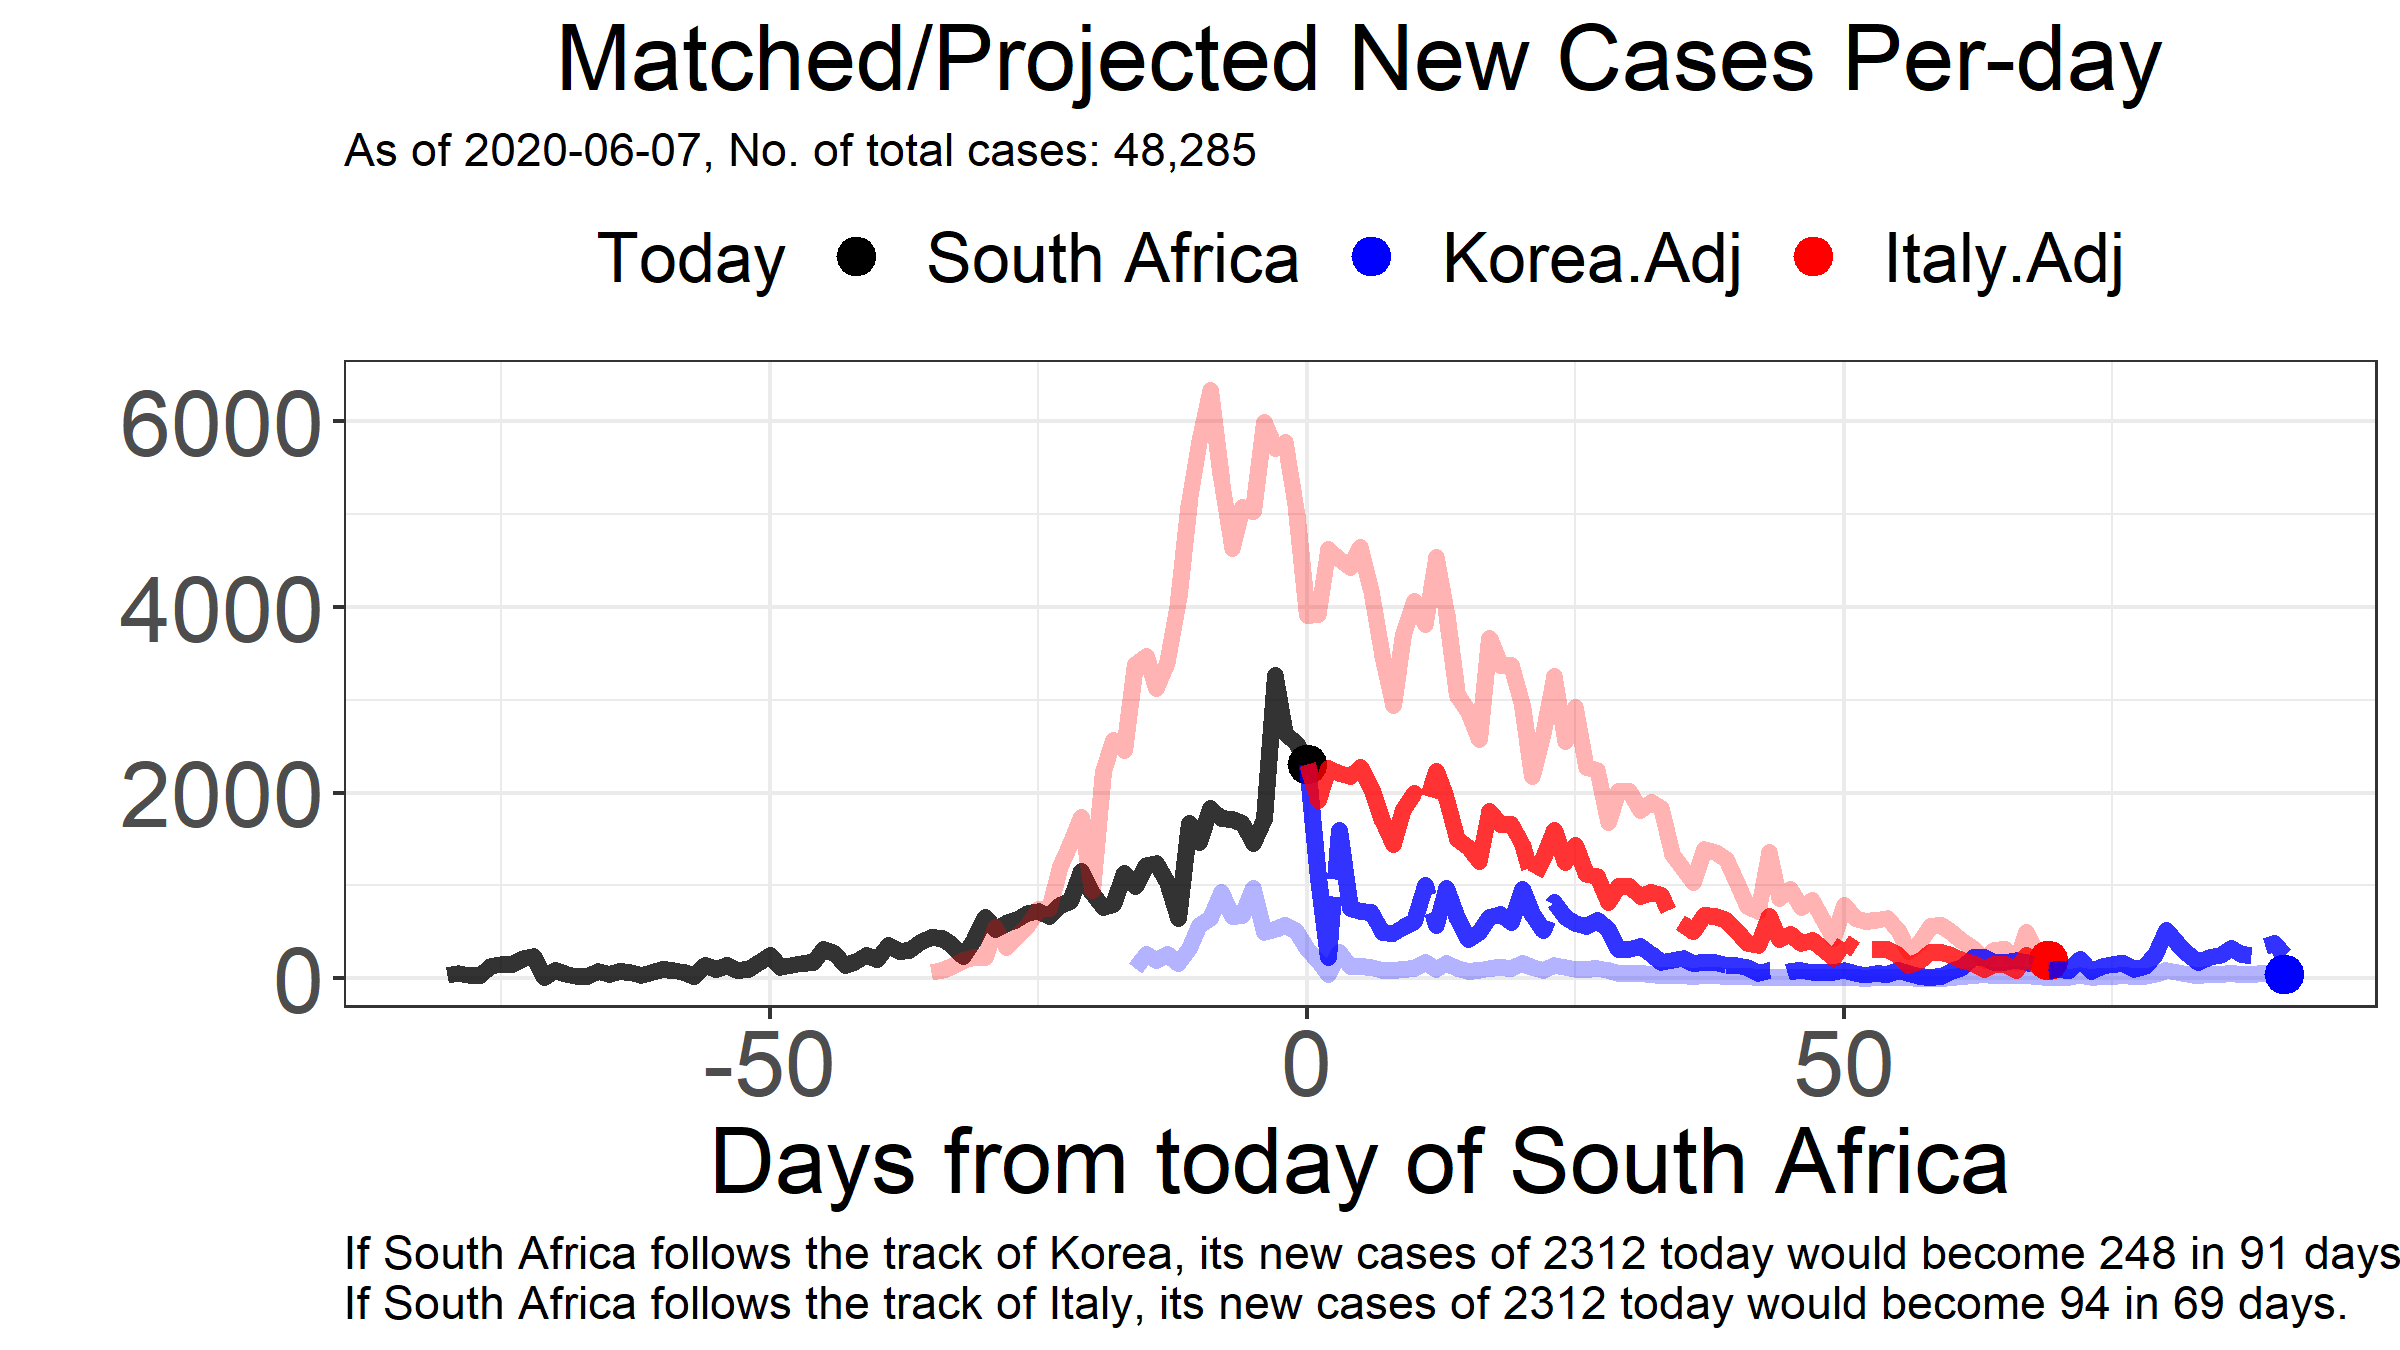 Matched/Projected New Cases Per-day
As of 2020-06-07, No. of total cases: 48,285
Today South Africa Korea.Adj Italy.Adj
6000
4000
2000
0
-50 0 50
Days from today of South Africa
If South Africa follows the track of Korea, its new cases of 2312 today would become 248 in 91 days
If South Africa follows the track of Italy, its new cases of 2312 today would become 94 in 69 days.